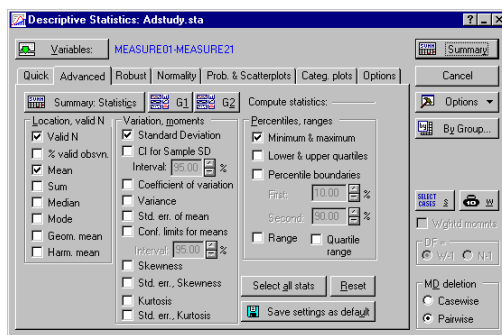 Descriptive Statistics: Adstudy.sta
Variables: MEASURE01-MEASURE21
Summary
Quick Advanced Robust Normality Prob. & Scatterplots Categ. plots Options
Cancel
Summary: Statistics G1 G2 Compute statistics:
Options
By Group...
Location, valid N
Valid N
% valid obsvn.
Mean
Sum
Median
Mode
Geom. mean
Harm. mean
Variation, moments
Standard Deviation
CI for Sample SD
Interval: 95.00 %
Coefficient of variation
Variance
Std. err. of mean
Conf. limits for means
Interval: 95.00 %
Skewness
Std. err., Skewness
Kurtosis
Std. err., Kurtosis
Percentiles, ranges
Minimum & maximum
Lower & upper quartiles
Percentile boundaries
First: 10.00 %
Second: 90.00 %
Range Quartile
range
Select all stats Reset
Save settings as default
SELECT
CASES S W
Wghtd momnts
DF =
W-1 N-1
MD deletion
Casewise
Pairwise